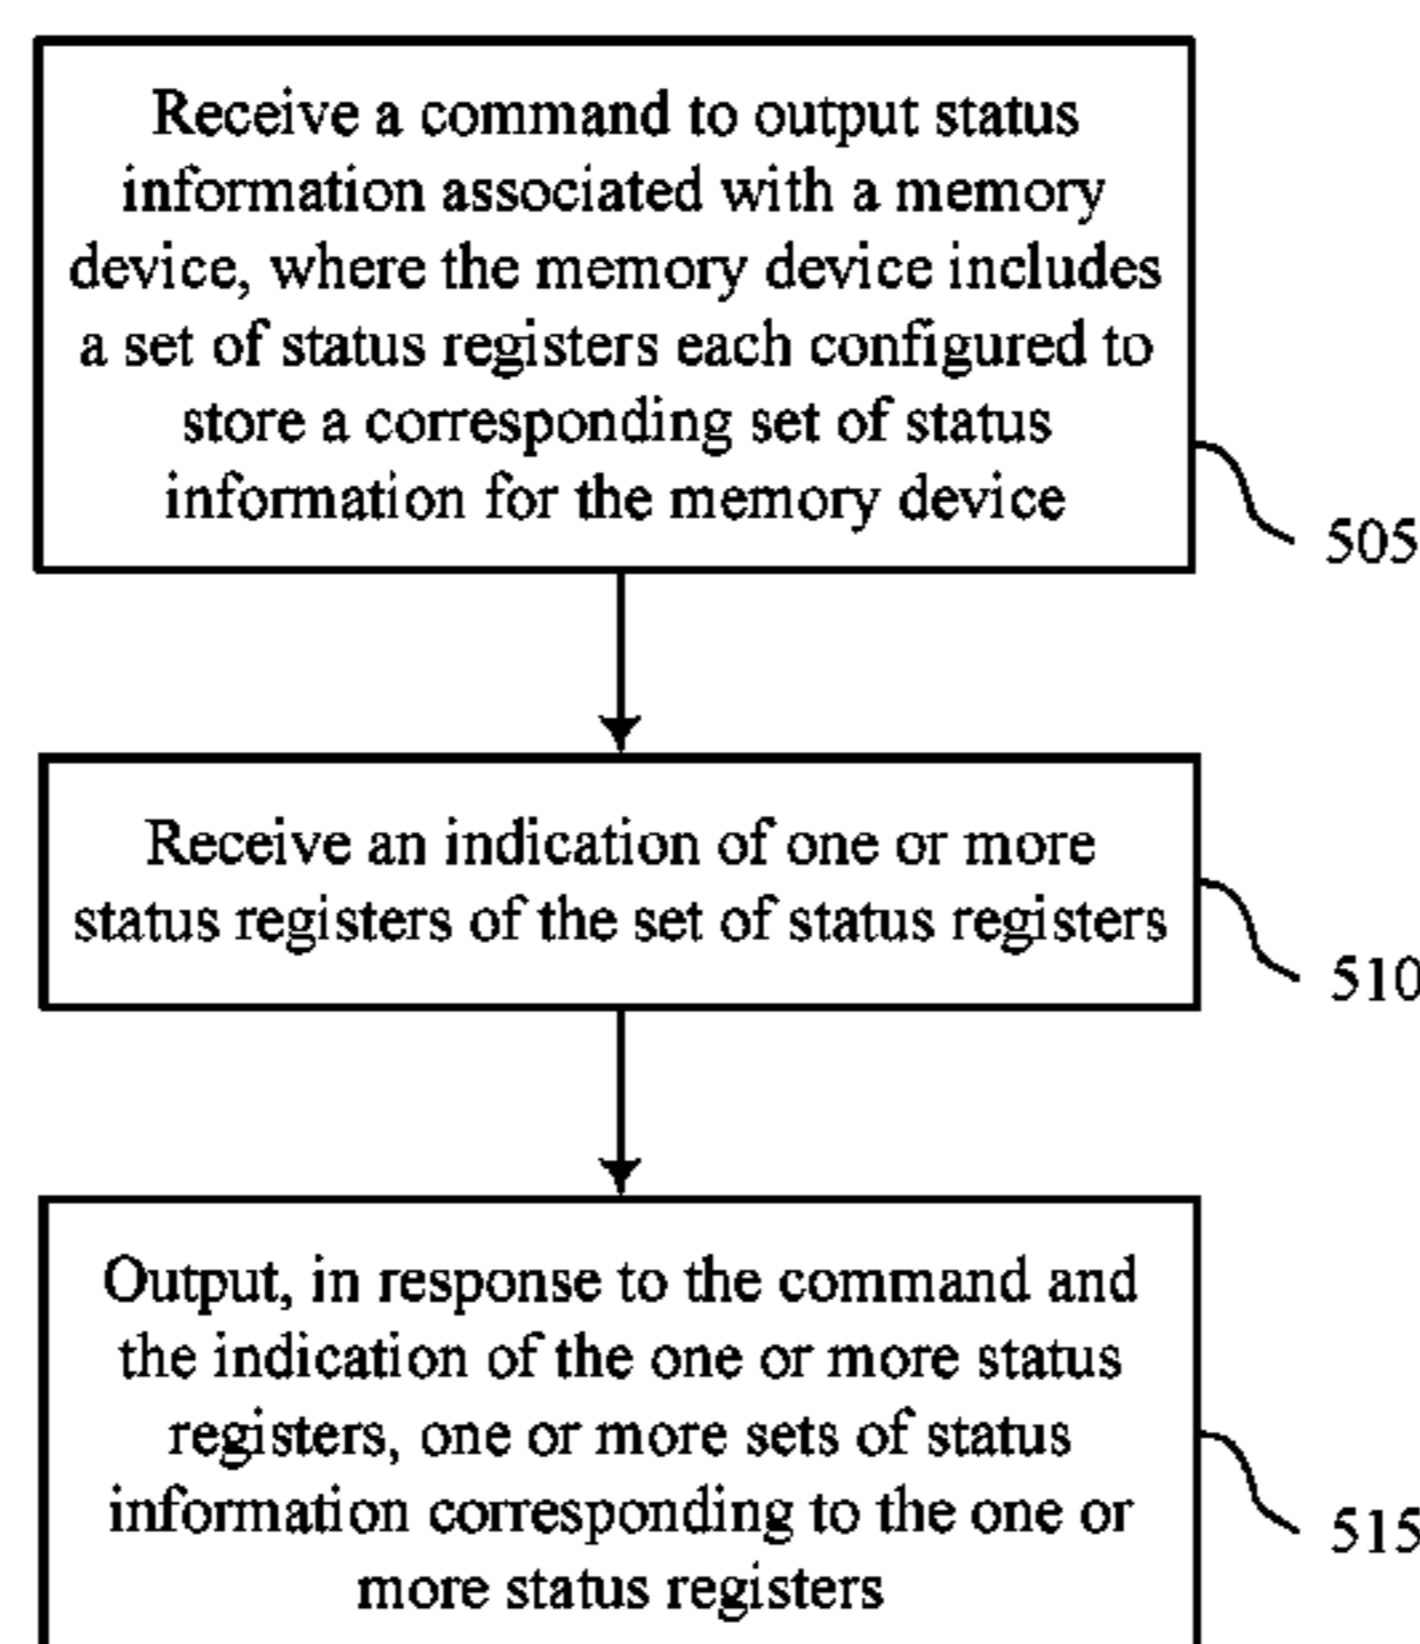 Receive a command to output status
information associated with a memory
device, where the memory device includes
a set of status registers each configured to
store a corresponding set of status
information for the memory device
505
Receive an indication of one or more
status registers of the set of status registers
510
Output, in response to the command and
the indication of the one or more status
registers, one or more sets of status
information corresponding to the one or
more status registers
515